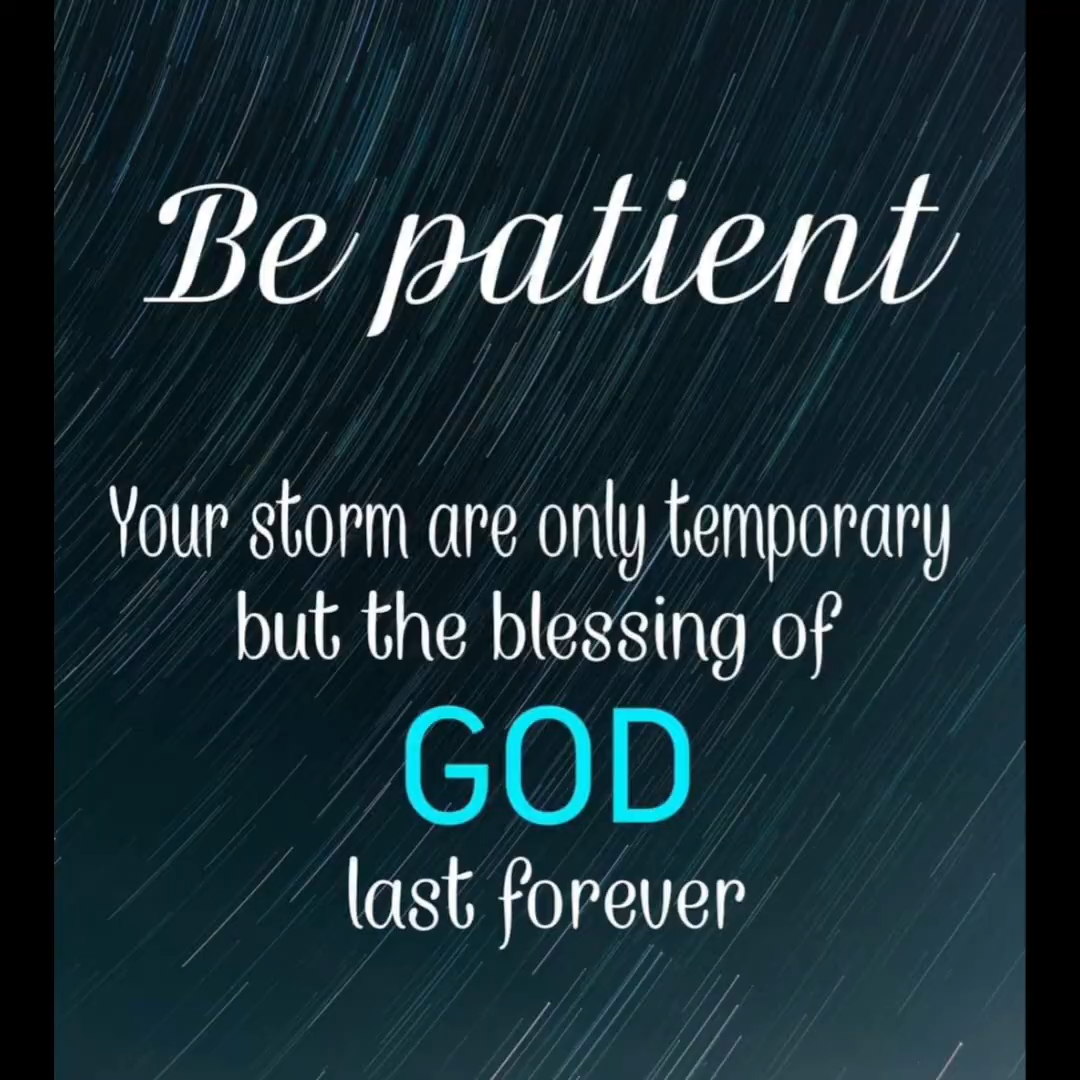 Be patient
Your storm are only temporary
but the blessing of
GOD
last forever